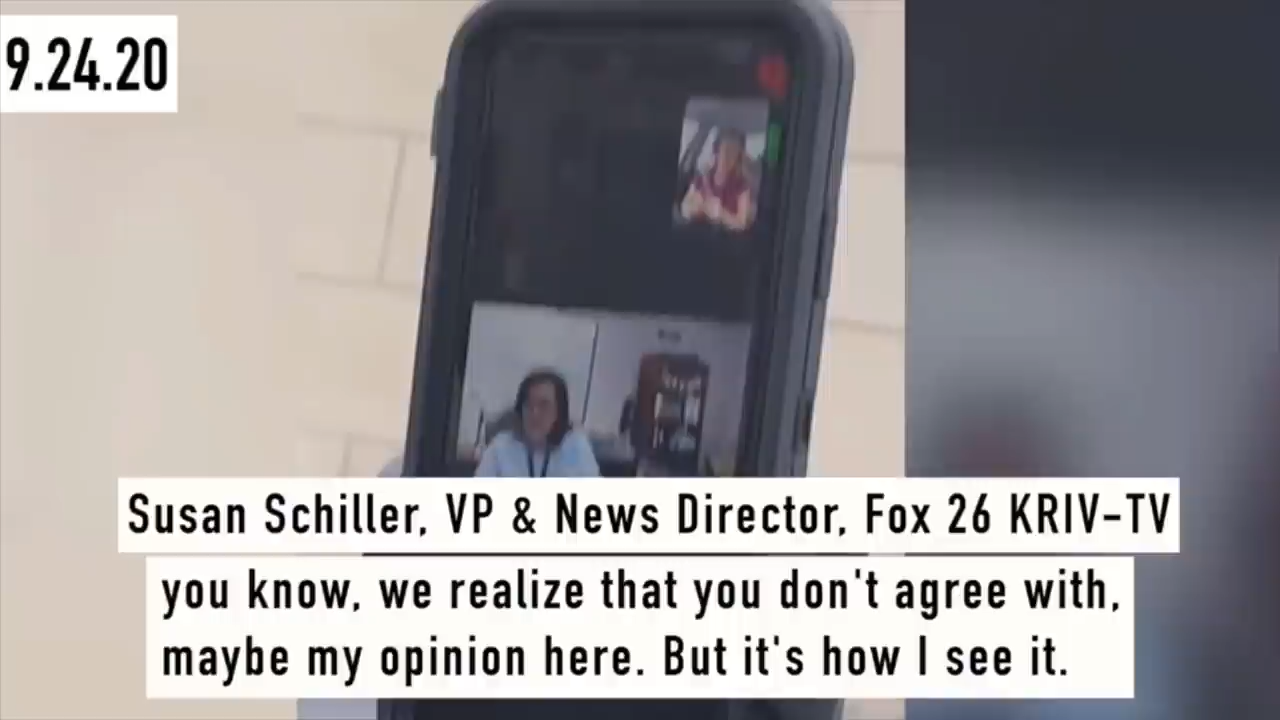 9.24.20
Susan Schiller, VP & News Director, Fox 26 KRIV-TV
you know, we realize that you don't agree with,
maybe my opinion here. But it's how I see it.